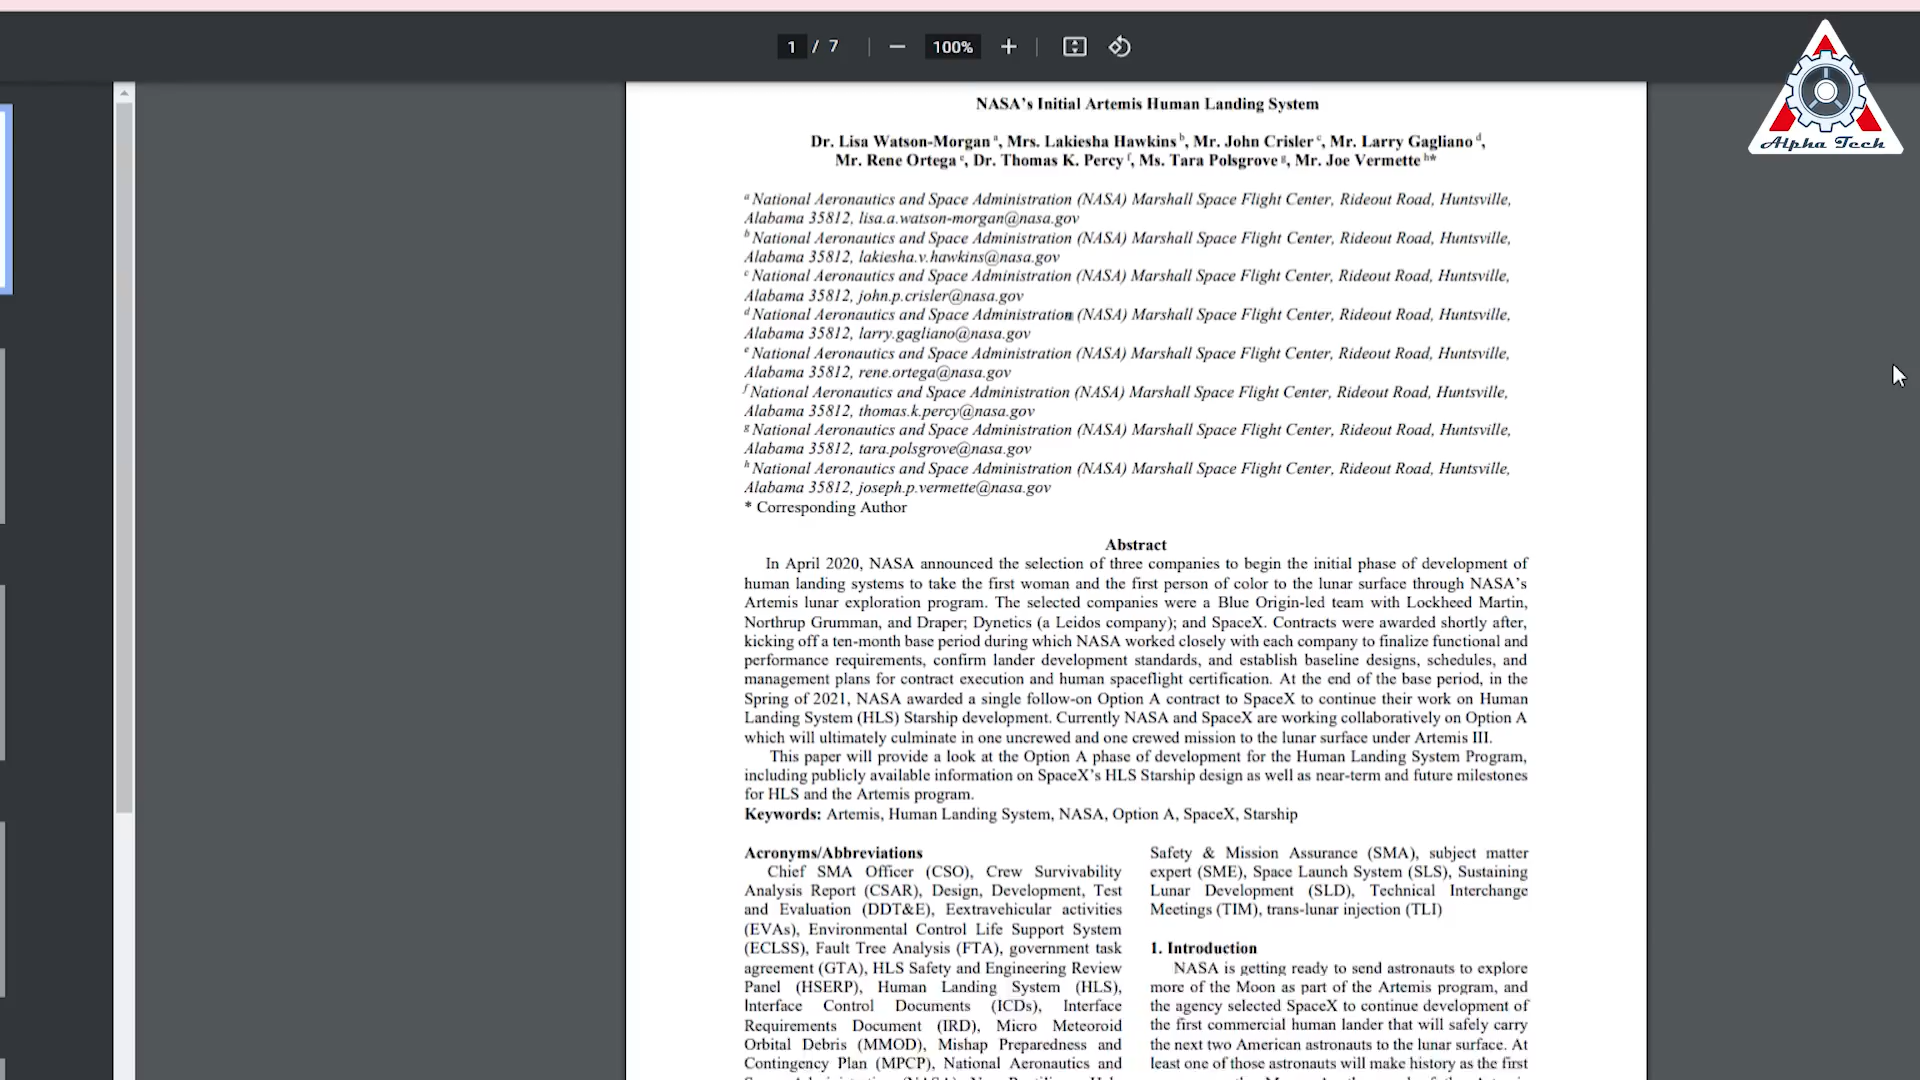 1 / 7
100%
Alpha Tech
NASA's Initial Artemis Human Landing System
Dr. Lisa Watson-Morgan a, Mrs. Lakiesha Hawkins b, Mr. John Crisler c, Mr. Larry Gagliano d,
Mr. Rene Ortega e, Dr. Thomas K. Percy f, Ms. Tara Polsgrove g, Mr. Joe Vermette h*
a National Aeronautics and Space Administration (NASA) Marshall Space Flight Center, Rideout Road, Huntsville,
Alabama 35812, lisa.a.watson-morgan@nasa.gov
b National Aeronautics and Space Administration (NASA) Marshall Space Flight Center, Rideout Road, Huntsville,
Alabama 35812, lakiesha.v.hawkins@nasa.gov
c National Aeronautics and Space Administration (NASA) Marshall Space Flight Center, Rideout Road, Huntsville,
Alabama 35812, john.p.crisler@nasa.gov
d National Aeronautics and Space Administration (NASA) Marshall Space Flight Center, Rideout Road, Huntsville,
Alabama 35812, larry.gagliano@nasa.gov
e National Aeronautics and Space Administration (NASA) Marshall Space Flight Center, Rideout Road, Huntsville,
Alabama 35812, rene.ortega@nasa.gov
f National Aeronautics and Space Administration (NASA) Marshall Space Flight Center, Rideout Road, Huntsville,
Alabama 35812, thomas.k.percy@nasa.gov
g National Aeronautics and Space Administration (NASA) Marshall Space Flight Center, Rideout Road, Huntsville,
Alabama 35812, tara.polsgrove@nasa.gov
h National Aeronautics and Space Administration (NASA) Marshall Space Flight Center, Rideout Road, Huntsville,
Alabama 35812, joseph.p.vermette@nasa.gov
* Corresponding Author
Abstract
In April 2020, NASA announced the selection of three companies to begin the initial phase of development of
human landing systems to take the first woman and the first person of color to the lunar surface through NASA's
Artemis lunar exploration program. The selected companies were a Blue Origin-led team with Lockheed Martin,
Northrup Grumman, and Draper; Dynetics (a Leidos company); and SpaceX. Contracts were awarded shortly after,
kicking off a ten-month base period during which NASA worked closely with each company to finalize functional and
performance requirements, confirm lander development standards, and establish baseline designs, schedules, and
management plans for contract execution and human spaceflight certification. At the end of the base period, in the
Spring of 2021, NASA awarded a single follow-on Option A contract to SpaceX to continue their work on Human
Landing System (HLS) Starship development. Currently NASA and SpaceX are working collaboratively on Option A
which will ultimately culminate in one uncrewed and one crewed mission to the lunar surface under Artemis III.
This paper will provide a look at the Option A phase of development for the Human Landing System Program,
including publicly available information on SpaceX's HLS Starship design as well as near-term and future milestones
for HLS and the Artemis program.
Keywords: Artemis, Human Landing System, NASA, Option A, SpaceX, Starship
Acronyms/Abbreviations
Chief SMA Officer (CSO), Crew Survivability
Analysis Report (CSAR), Design, Development, Test
and Evaluation (DDT&E), Eextravehicular activities
(EVAs), Environmental Control Life Support System
(ECLSS), Fault Tree Analysis (FTA), government task
agreement (GTA), HLS Safety and Engineering Review
Panel (HSERP), Human Landing System (HLS),
Interface Control Documents (ICDs), Interface
Requirements Document (IRD), Micro Meteoroid
Orbital Debris (MMOD), Mishap Preparedness and
Contingency Plan (MPCP), National Aeronautics and
Safety & Mission Assurance (SMA), subject matter
expert (SME), Space Launch System (SLS), Sustaining
Lunar Development (SLD), Technical Interchange
Meetings (TIM), trans-lunar injection (TLI)
1. Introduction
NASA is getting ready to send astronauts to explore
more of the Moon as part of the Artemis program, and
the agency selected SpaceX to continue development of
the first commercial human lander that will safely carry
the next two American astronauts to the lunar surface. At
least one of those astronauts will make history as the first